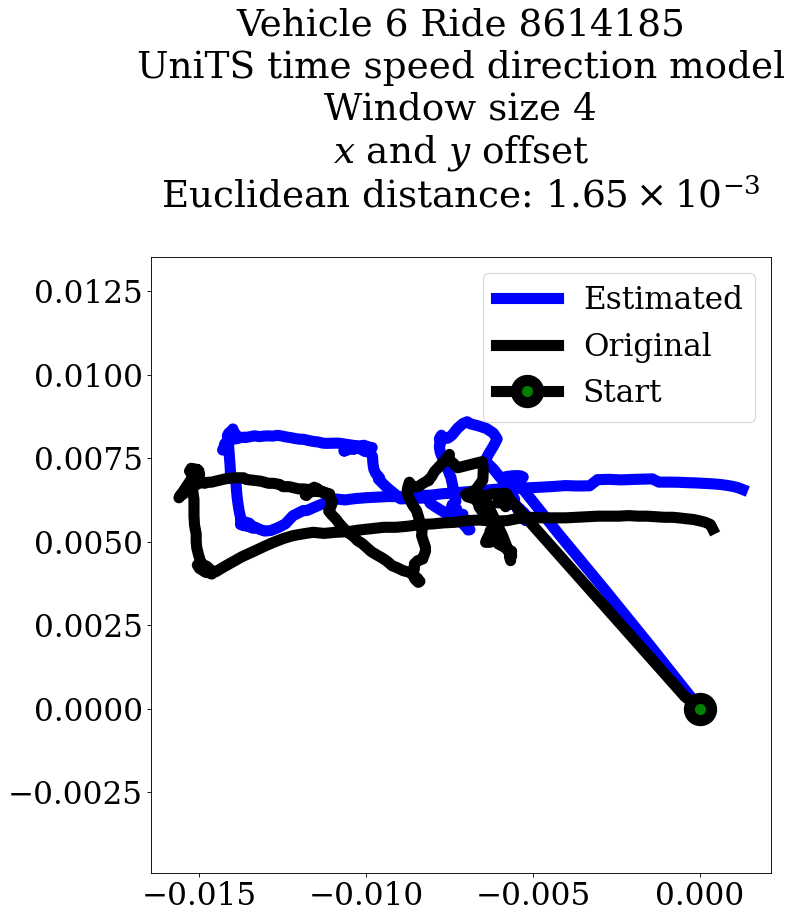 Vehicle 6 Ride 8614185
UniTS time speed direction model
Window size 4
x and y offset
Euclidean distance: 1.65 × 10⁻³
Estimated
Original
Start
0.0125
0.0100
0.0075
0.0050
0.0025
0.0000
−0.0025
−0.015
−0.010
−0.005
0.000